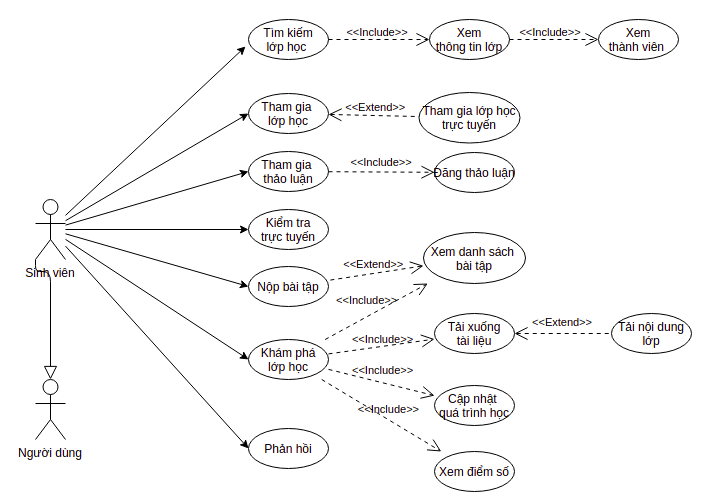 Tìm kiếm
lớp học
<<Include>>
Xem
thông tin lớp
<<Include>>
Xem
thành viên
Tham gia
lớp học
<<Extend>>
Tham gia lớp học
trực tuyến
Tham gia
thảo luận
<<Include>>
Đăng thảo luận
Kiểm tra
trực tuyến
Sinh viên
Nộp bài tập
<<Extend>>
Xem danh sách
bài tập
<<Include>>
Khám phá
lớp học
<<Include>>
Tải xuống
tài liệu
<<Extend>>
Tải nội dung
lớp
<<Include>>
Cập nhật
quá trình học
<<Include>>
Người dùng
Phản hồi
Xem điểm số